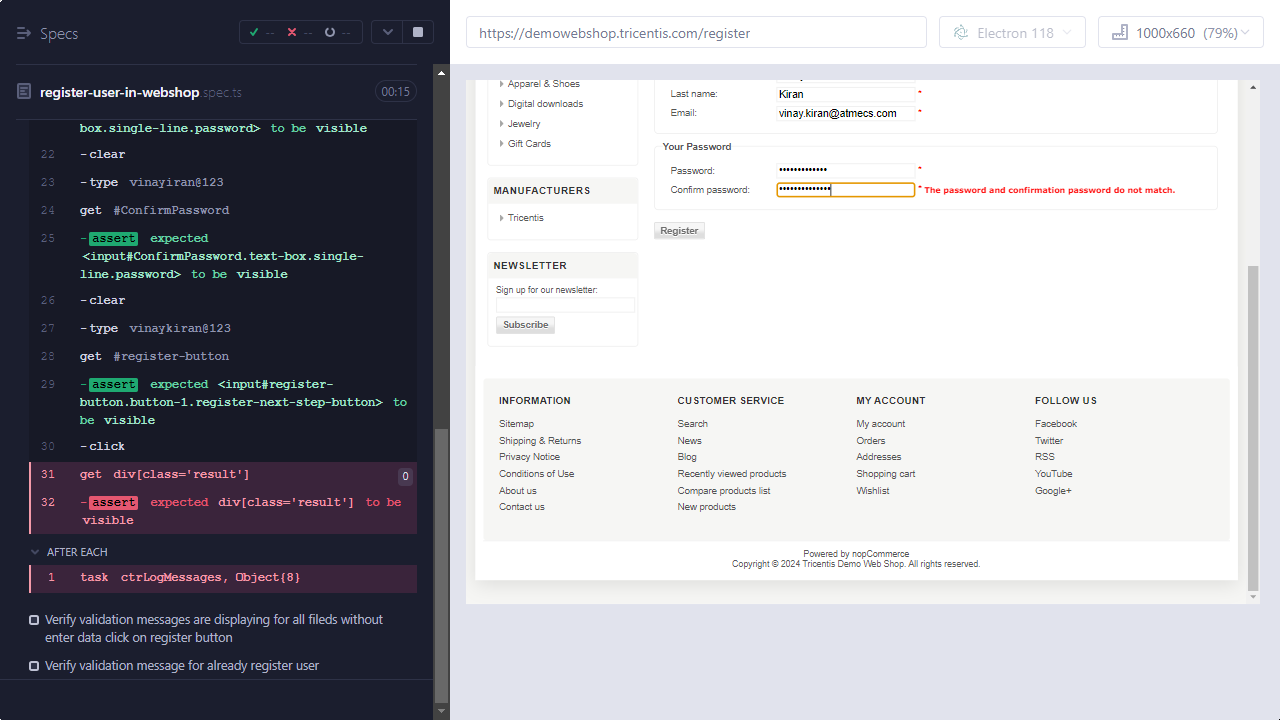 Specs
--
--
--
https://demowebshop.tricentis.com/register
Electron 118
1000x660 (79%)
register-user-in-webshop spec.ts
00:15
box.single-line.password> to be visible
22 -clear
23 -type vinayiran@123
24 get #ConfirmPassword
25 -assert expected
<input#ConfirmPassword.text-box.single-
line.password> to be visible
26 -clear
27 -type vinaykiran@123
28 get #register-button
29 -assert expected <input#register-
button.button-1.register-next-step-button> to
be visible
30 -click
31 get div[class='result'] 0
32 -assert expected div[class='result'] to be
visible
AFTER EACH
1 task ctrLogMessages, Object{8}
Verify validation messages are displaying for all fileds without
enter data click on register button
Verify validation message for already register user
Apparel & Shoes
Digital downloads
Jewelry
Gift Cards
MANUFACTURERS
Tricentis
NEWSLETTER
Sign up for our newsletter:
Subscribe
Last name: Kiran *
Email: vinay.kiran@atmecs.com *
Your Password
Password: ••••••••••••• *
Confirm password: •••••••••••••• * The password and confirmation password do not match.
Register
INFORMATION
Sitemap
Shipping & Returns
Privacy Notice
Conditions of Use
About us
Contact us
CUSTOMER SERVICE
Search
News
Blog
Recently viewed products
Compare products list
New products
MY ACCOUNT
My account
Orders
Addresses
Shopping cart
Wishlist
FOLLOW US
Facebook
Twitter
RSS
YouTube
Google+
Powered by nopCommerce
Copyright © 2024 Tricentis Demo Web Shop. All rights reserved.